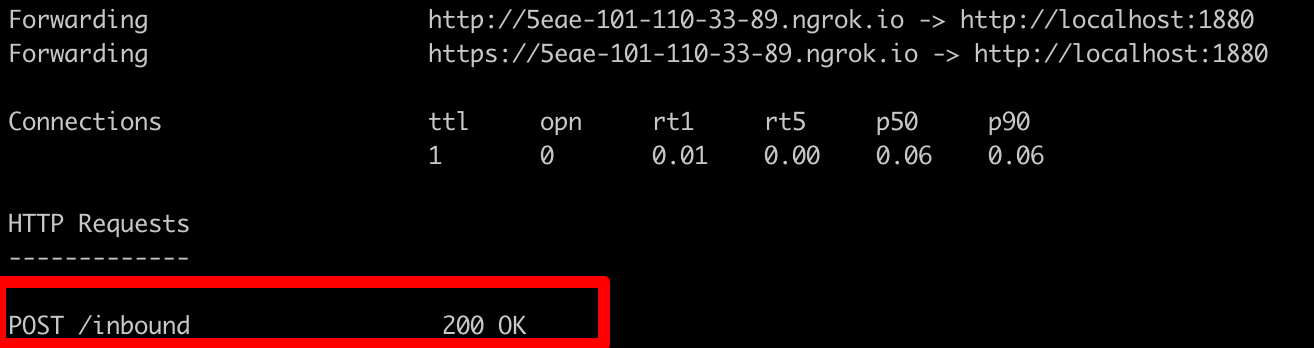 Forwarding http://5eae-101-110-33-89.ngrok.io -> http://localhost:1880
Forwarding https://5eae-101-110-33-89.ngrok.io -> http://localhost:1880
Connections ttl opn rt1 rt5 p50 p90
1 0 0.01 0.00 0.06 0.06
HTTP Requests
-------------
POST /inbound 200 OK